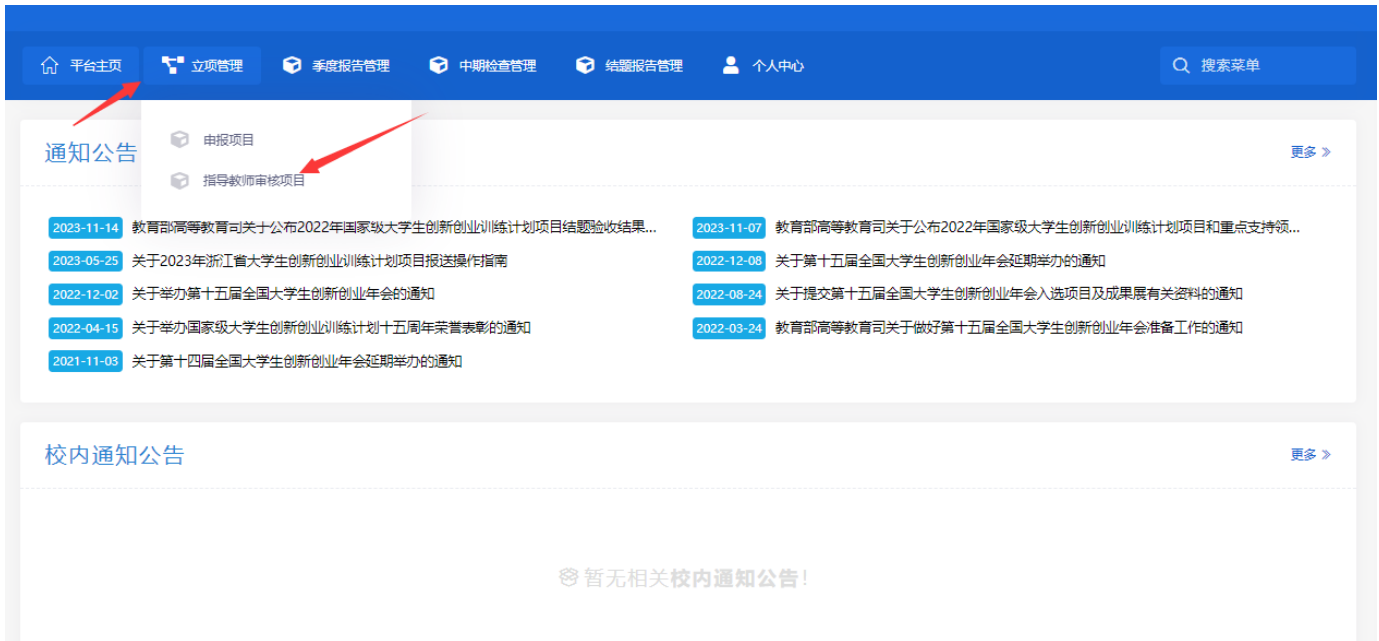 平台主页 立项管理 季度报告管理 中期检查管理 结题报告管理 个人中心 搜索菜单
申报项目
通知公告 更多 》
指导教师审核项目
2023-11-14 教育部高等教育司关于公布2022年国家级大学生创新创业训练计划项目结题验收结果... 2023-11-07 教育部高等教育司关于公布2022年国家级大学生创新创业训练计划项目和重点支持领...
2023-05-25 关于2023年浙江省大学生创新创业训练计划项目报送操作指南 2022-12-08 关于第十五届全国大学生创新创业年会延期举办的通知
2022-12-02 关于举办第十五届全国大学生创新创业年会的通知 2022-08-24 关于提交第十五届全国大学生创新创业年会入选项目及成果展有关资料的通知
2022-04-15 关于举办国家级大学生创新创业训练计划十五周年荣誉表彰的通知 2022-03-24 教育部高等教育司关于做好第十五届全国大学生创新创业年会准备工作的通知
2021-11-03 关于第十四届全国大学生创新创业年会延期举办的通知
校内通知公告 更多 》
暂无相关校内通知公告！